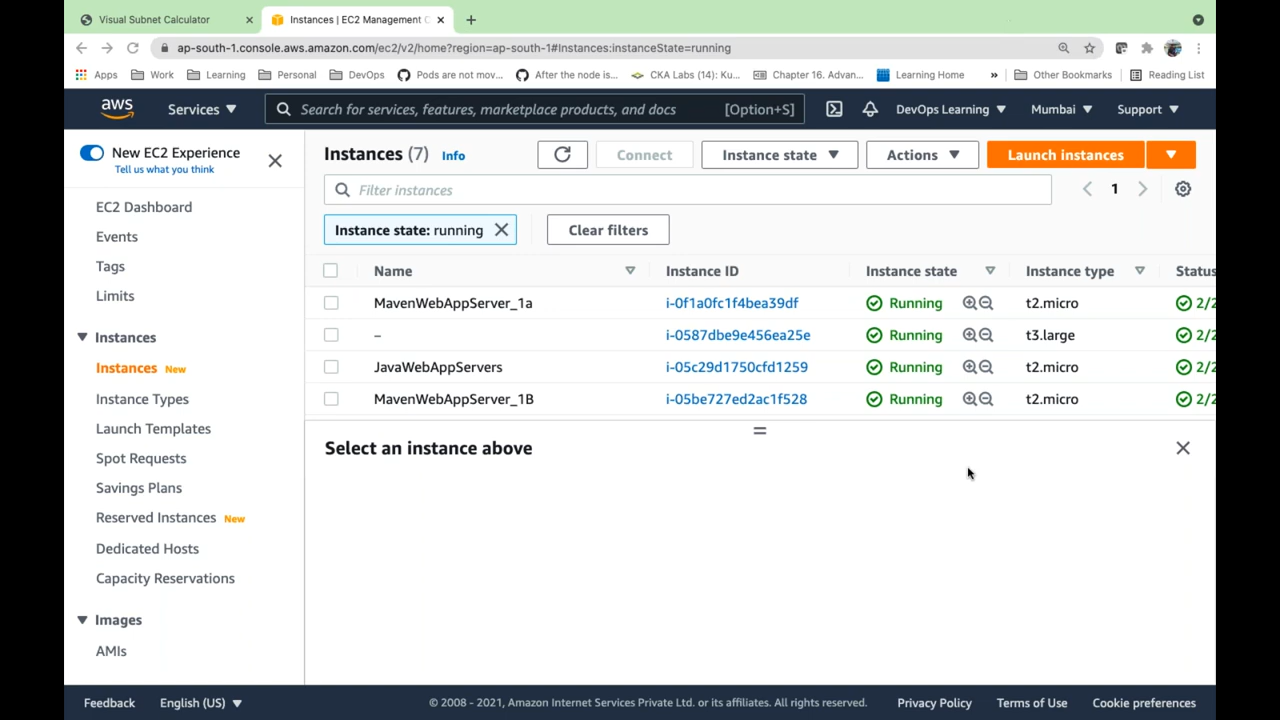 Visual Subnet Calculator
Instances | EC2 Management C
ap-south-1.console.aws.amazon.com/ec2/v2/home?region=ap-south-1#Instances:instanceState=running
Apps Work Learning Personal DevOps Pods are not mov... After the node is... CKA Labs (14): Ku... Chapter 16. Advan... Learning Home » Other Bookmarks Reading List
aws Services Search for services, features, marketplace products, and docs [Option+S] DevOps Learning Mumbai Support
New EC2 Experience
Tell us what you think
EC2 Dashboard
Events
Tags
Limits
Instances
Instances New
Instance Types
Launch Templates
Spot Requests
Savings Plans
Reserved Instances New
Dedicated Hosts
Capacity Reservations
Images
AMIs
Instances (7) Info Connect Instance state Actions Launch instances
Filter instances 1
Instance state: running Clear filters
Name Instance ID Instance state Instance type Status
MavenWebAppServer_1a i-0f1a0fc1f4bea39df Running t2.micro 2/2
– i-0587dbe9e456ea25e Running t3.large 2/2
JavaWebAppServers i-05c29d1750cfd1259 Running t2.micro 2/2
MavenWebAppServer_1B i-05be727ed2ac1f528 Running t2.micro 2/2
Select an instance above
Feedback English (US) © 2008 - 2021, Amazon Internet Services Private Ltd. or its affiliates. All rights reserved. Privacy Policy Terms of Use Cookie preferences